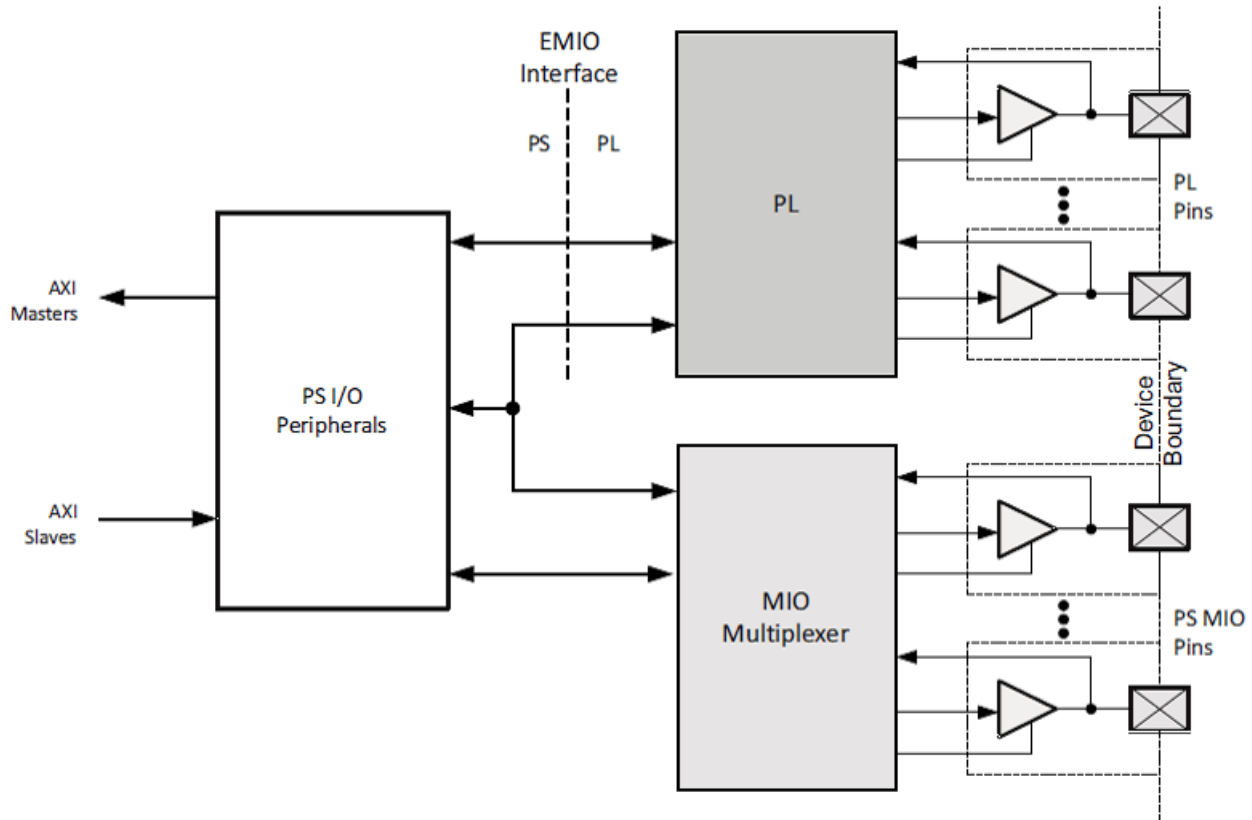 EMIO
Interface
PS
PL
PL
PL
Pins
AXI
Masters
PS I/O
Peripherals
Device
Boundary
AXI
Slaves
MIO
Multiplexer
PS MIO
Pins